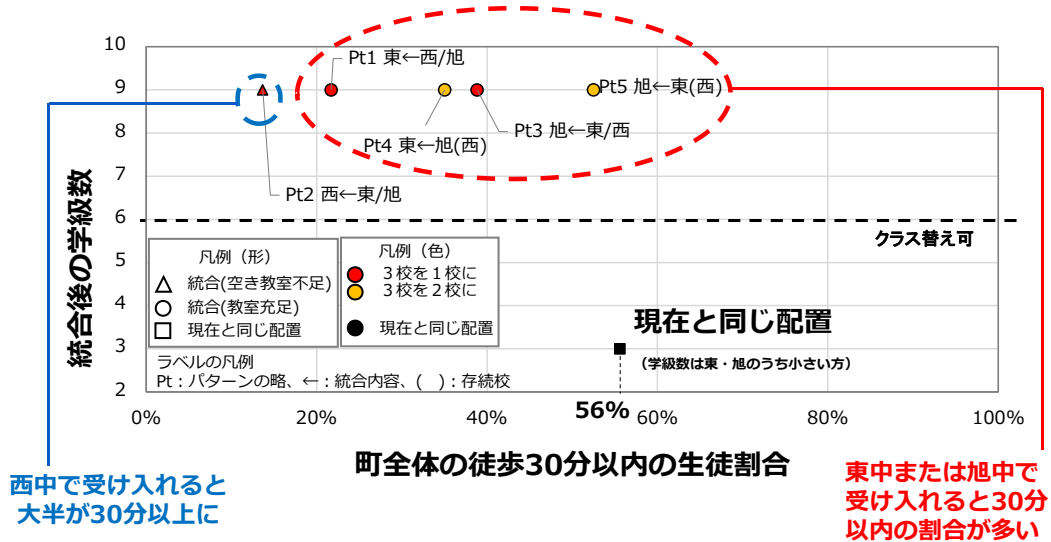 10
9
8
7
6
5
4
3
2
統合後の学級数
Pt1 東←西/旭
Pt5 旭←東(西)
Pt3 旭←東/西
Pt4 東←旭(西)
Pt2 西←東/旭
クラス替え可
凡例（形）
統合(空き教室不足)
統合(教室充足)
現在と同じ配置
凡例（色）
３校を１校に
３校を２校に
現在と同じ配置
ラベルの凡例
Pt：パターンの略、←：統合内容、(　)：存続校
現在と同じ配置
（学級数は東・旭のうち小さい方）
56%
0%
20%
40%
60%
80%
100%
町全体の徒歩30分以内の生徒割合
西中で受け入れると
大半が30分以上に
東中または旭中で
受け入れると30分
以内の割合が多い